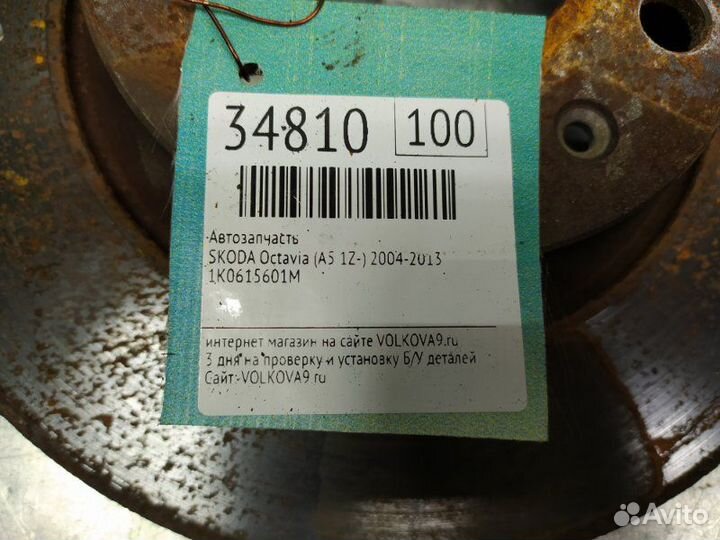 34810 100
Автозапчасть
SKODA Octavia (A5 1Z-) 2004-2013
1K0615601M
интернет магазин на сайте VOLKOVA9.ru
3 дня на проверку и установку Б/У деталей
Сайт: VOLKOVA9.ru
Avito